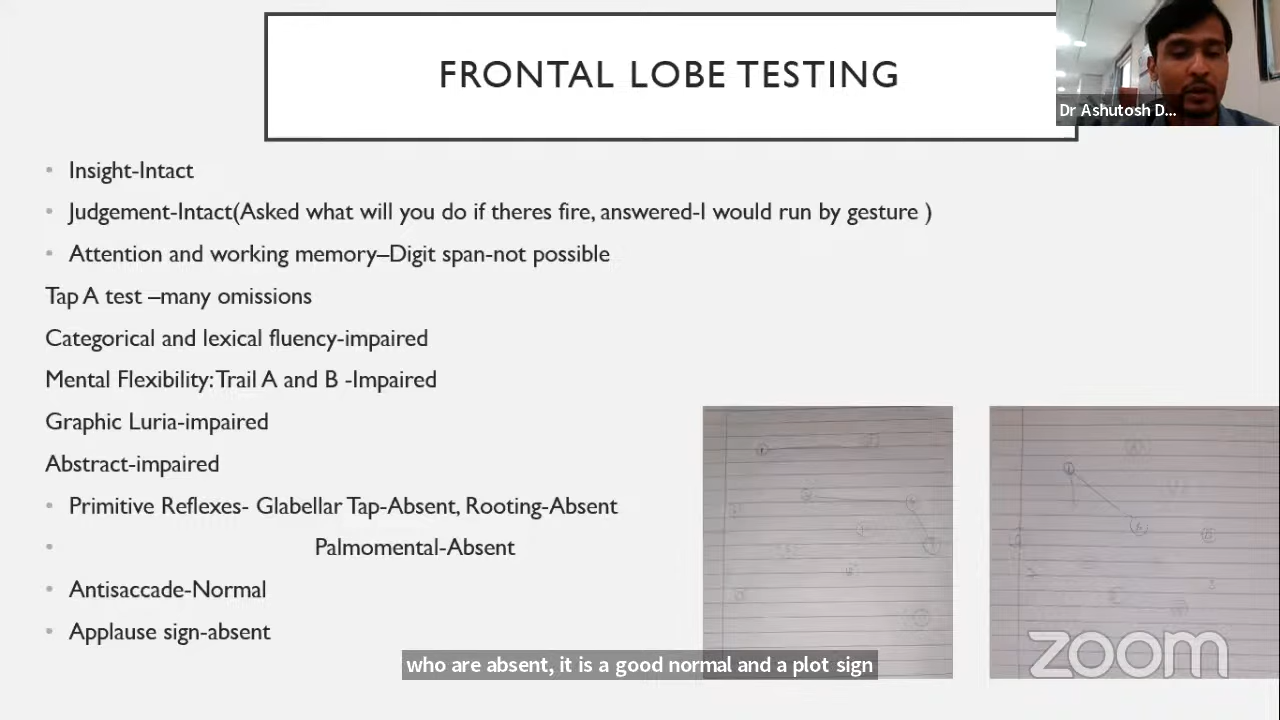 FRONTAL LOBE TESTING
Dr Ashutosh D...
• Insight-Intact
• Judgement-Intact(Asked what will you do if theres fire, answered-I would run by gesture )
• Attention and working memory–Digit span-not possible
Tap A test –many omissions
Categorical and lexical fluency-impaired
Mental Flexibility: Trail A and B -Impaired
Graphic Luria-impaired
Abstract-impaired
• Primitive Reflexes- Glabellar Tap-Absent, Rooting-Absent
• Palmomental-Absent
• Antisaccade-Normal
• Applause sign-absent
who are absent, it is a good normal and a plot sign
zoom